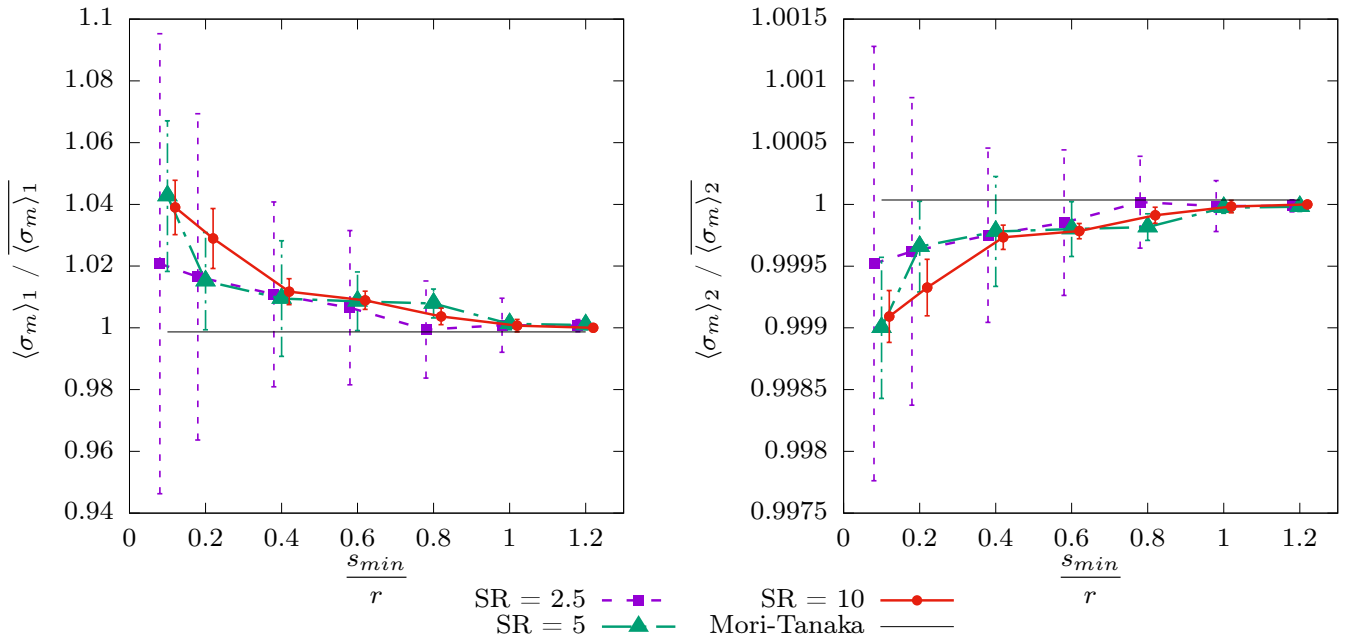 1.1
1.08
1.06
1.04
1.02
1
0.98
0.96
0.94
0 0.2 0.4 0.6 0.8 1 1.2
⟨σm⟩1 / ⟨σm⟩1
smin
r
1.0015
1.001
1.0005
1
0.9995
0.999
0.9985
0.998
0.9975
0 0.2 0.4 0.6 0.8 1 1.2
⟨σm⟩2 / ⟨σm⟩2
smin
r
SR = 2.5
SR = 5
SR = 10
Mori-Tanaka